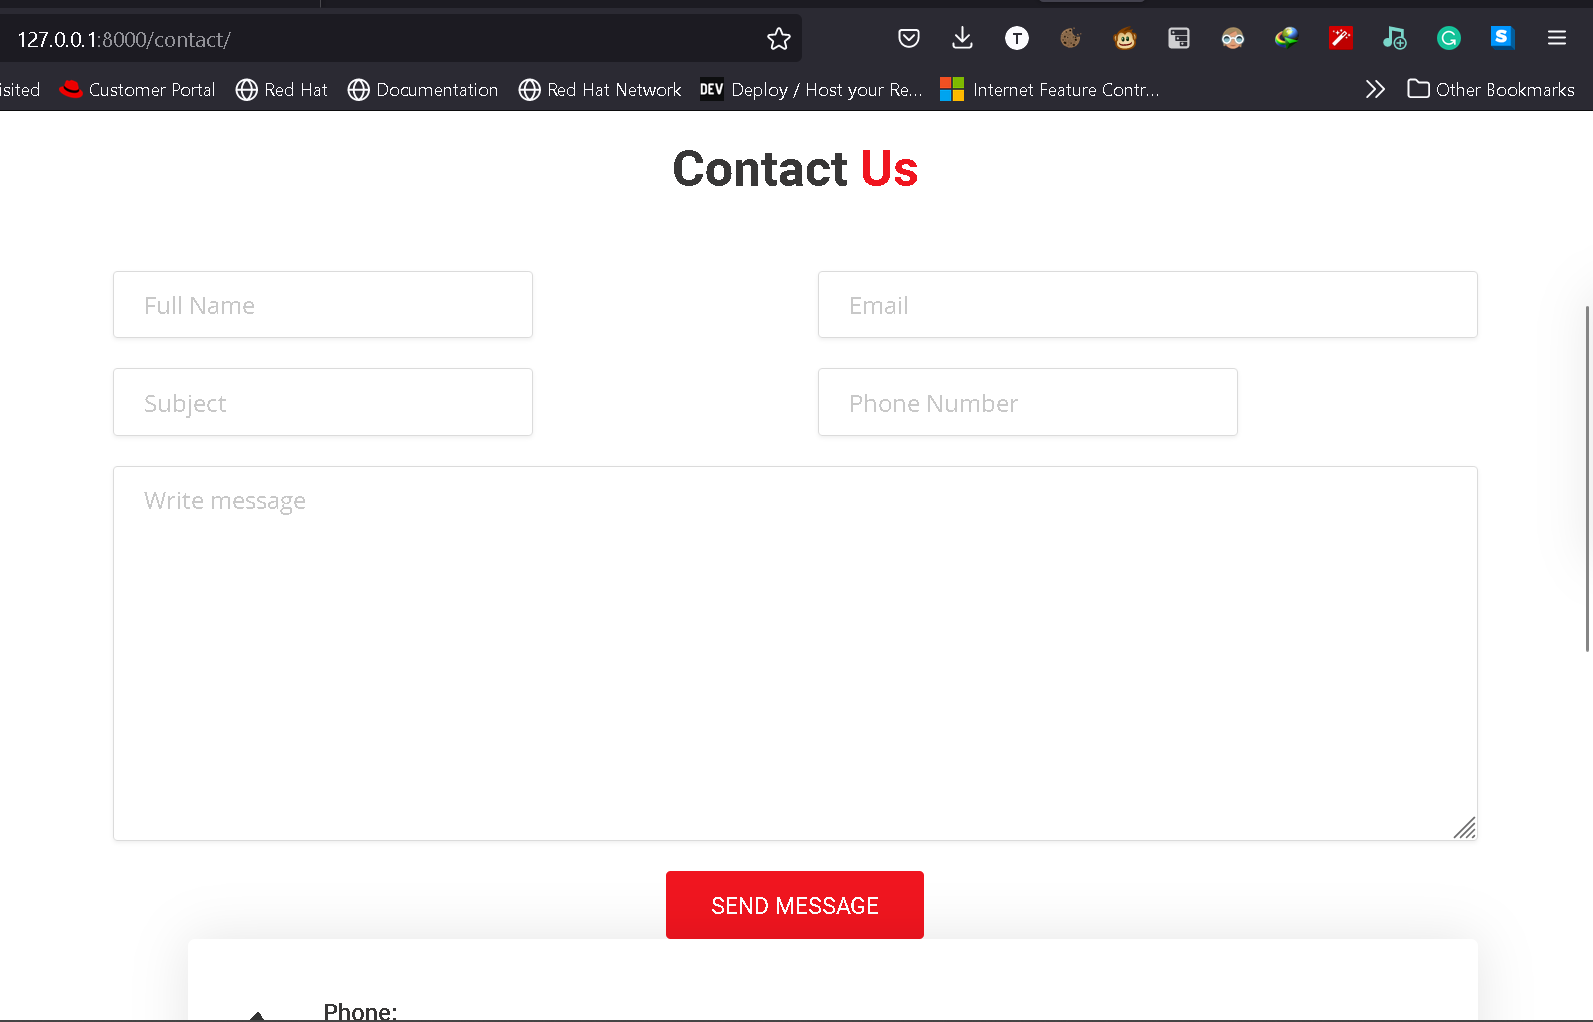 127.0.0.1:8000/contact/
T
G
S
isited
Customer Portal
Red Hat
Documentation
Red Hat Network
DEV
Deploy / Host your Re...
Internet Feature Contr...
Other Bookmarks
Contact Us
Full Name
Email
Subject
Phone Number
Write message
SEND MESSAGE
Phone: